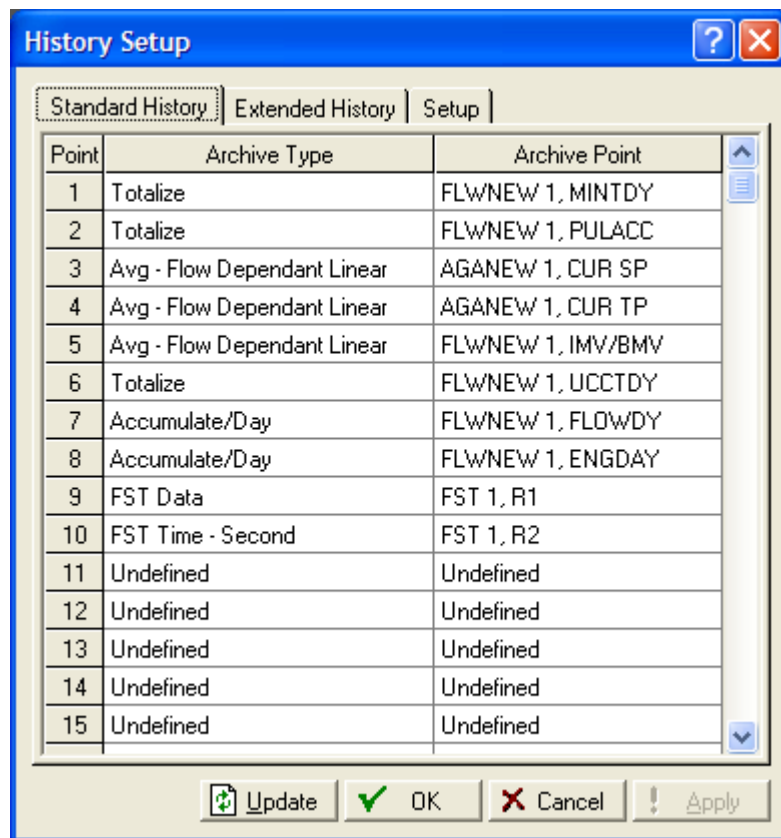 History Setup
Standard History Extended History Setup
Point Archive Type Archive Point
1 Totalize FLWNEW 1, MINTDY
2 Totalize FLWNEW 1, PULACC
3 Avg - Flow Dependant Linear AGANEW 1, CUR SP
4 Avg - Flow Dependant Linear AGANEW 1, CUR TP
5 Avg - Flow Dependant Linear FLWNEW 1, IMV/BMV
6 Totalize FLWNEW 1, UCCTDY
7 Accumulate/Day FLWNEW 1, FLOWDY
8 Accumulate/Day FLWNEW 1, ENGDAY
9 FST Data FST 1, R1
10 FST Time - Second FST 1, R2
11 Undefined Undefined
12 Undefined Undefined
13 Undefined Undefined
14 Undefined Undefined
15 Undefined Undefined
Update OK Cancel Apply